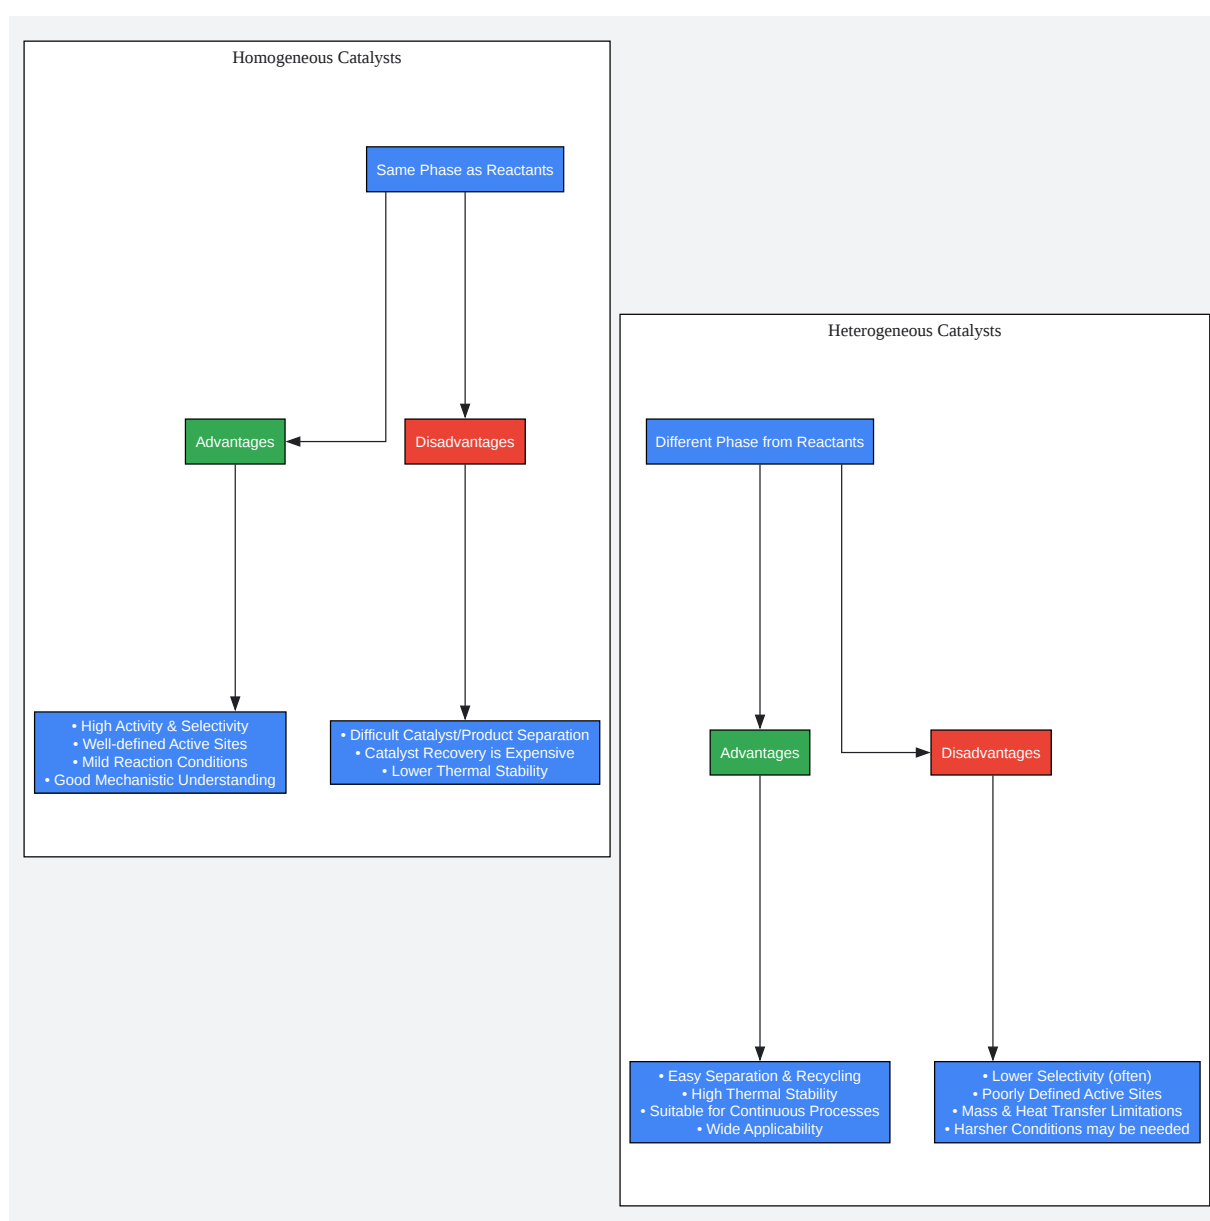 Homogeneous Catalysts
Same Phase as Reactants
Advantages
Disadvantages
• High Activity & Selectivity
• Well-defined Active Sites
• Mild Reaction Conditions
• Good Mechanistic Understanding
• Difficult Catalyst/Product Separation
• Catalyst Recovery is Expensive
• Lower Thermal Stability
Heterogeneous Catalysts
Different Phase from Reactants
Advantages
Disadvantages
• Easy Separation & Recycling
• High Thermal Stability
• Suitable for Continuous Processes
• Wide Applicability
• Lower Selectivity (often)
• Poorly Defined Active Sites
• Mass & Heat Transfer Limitations
• Harsher Conditions may be needed